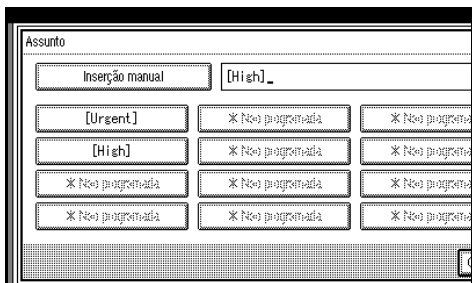 Assunto
Inserção manual [High]_
[Urgent] * Não programada * Não programada
[High] * Não programada * Não programada
* Não programada * Não programada * Não programada
* Não programada * Não programada * Não programada